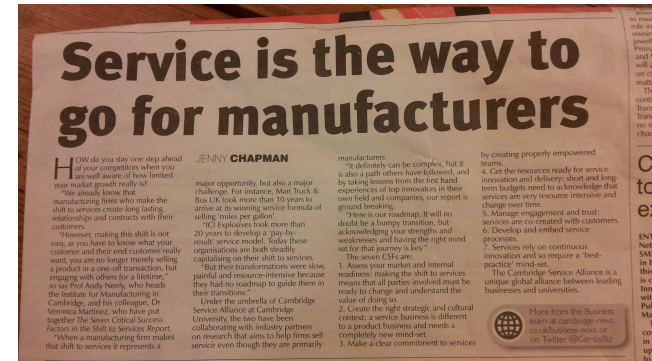 Service is the way to
go for manufacturers
JENNY CHAPMAN
HOW do you stay one step ahead
of your competitors when you
are well aware of how limited
your market growth really is?
"We already know that
manufacturing firms who make the
shift to services create long lasting
relationships and contracts with their
customers.
"However, making this shift is not
easy, as you have to know what your
customer and their end customer really
want, you are no longer merely selling
a product in a one-off transaction, but
engaging with others for a lifetime,"
so say Prof Andy Neely, who heads
the Institute for Manufacturing in
Cambridge, and his colleague, Dr
Veronica Martinez, who have put
together The Seven Critical Success
Factors in the Shift to Services Report.
"When a manufacturing firm makes
that shift to services it represents a
major opportunity, but also a major
challenge. For instance, Man Truck &
Bus UK took more than 10 years to
arrive at its winning service formula of
selling 'miles per gallon'.
"ICI Explosives took more than
20 years to develop a 'pay-by-
result' service model. Today these
organisations are both steadily
capitalising on their shift to services.
"But their transformations were slow,
painful and resource-intensive because
they had no roadmap to guide them in
their transitions."
Under the umbrella of Cambridge
Service Alliance at Cambridge
University, the two have been
collaborating with industry partners
on research that aims to help firms sell
service even though they are primarily
manufacturers.
"It definitely can be complex, but it
is also a path others have followed, and
by taking lessons from the first hand
experiences of top innovators in their
own field and companies, our report is
ground breaking.
"Here is our roadmap. It will no
doubt be a bumpy transition, but
acknowledging your strengths and
weaknesses and having the right mind
set for that journey is key."
The seven CSFs are:
1. Assess your market and internal
readiness: making the shift to services
means that all parties involved must be
ready to change and understand the
value of doing so.
2. Create the right strategic and cultural
context: a service business is different
to a product business and needs a
completely new mind-set.
3. Make a clear commitment to services
by creating properly empowered
teams.
4. Get the resources ready for service
innovation and delivery: short and long-
term budgets need to acknowledge that
services are very resource intensive and
change over time.
5. Manage engagement and trust:
services are co-created with customers.
6. Develop and embed service
processes.
7. Services rely on continuous
innovation and so require a 'best-
practice' mind-set.
The Cambridge Service Alliance is a
unique global alliance between leading
businesses and universities.
More from the Business
team at cambridge-news.
co.uk/business-news or
on Twitter @CambsBiz